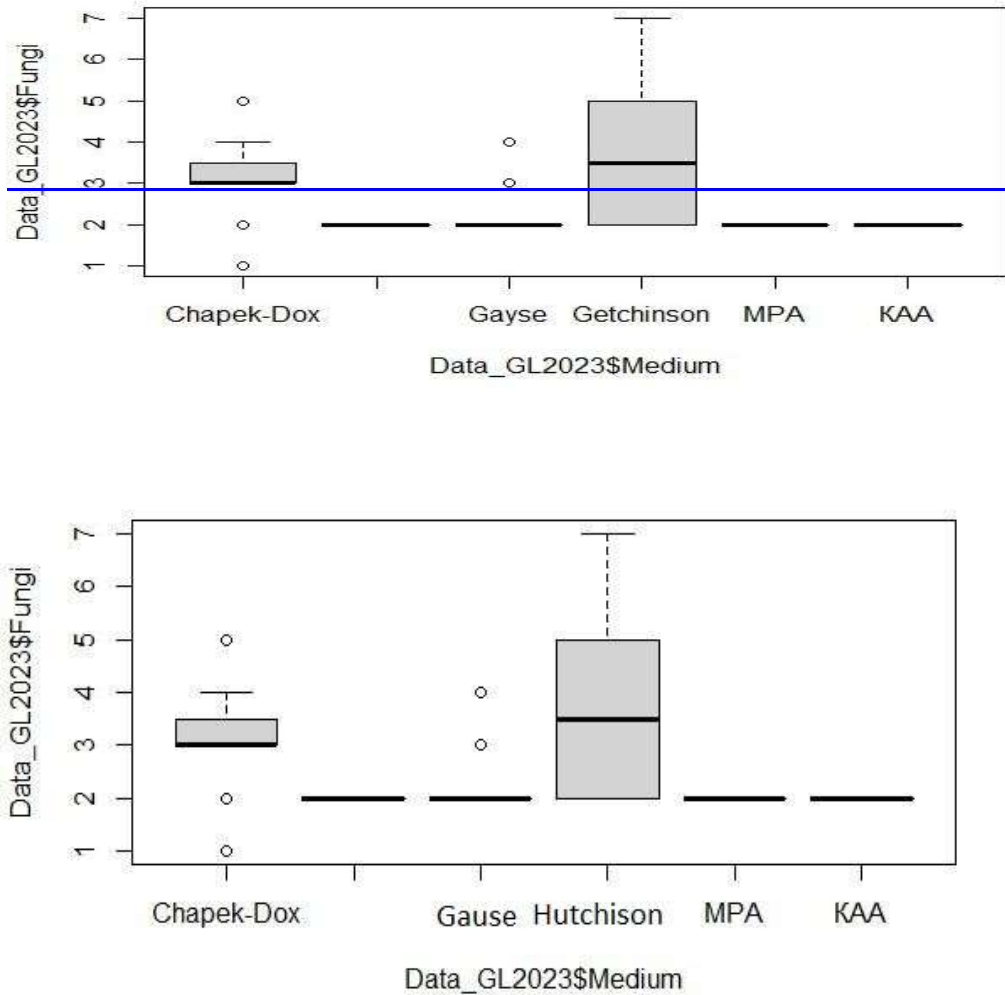 Data_GL2023$Fungi
7
6
5
4
3
2
1
Chapek-Dox Gayse Getchinson MPA KAA
Data_GL2023$Medium
Data_GL2023$Fungi
7
6
5
4
3
2
1
Chapek-Dox Gause Hutchison MPA KAA
Data_GL2023$Medium